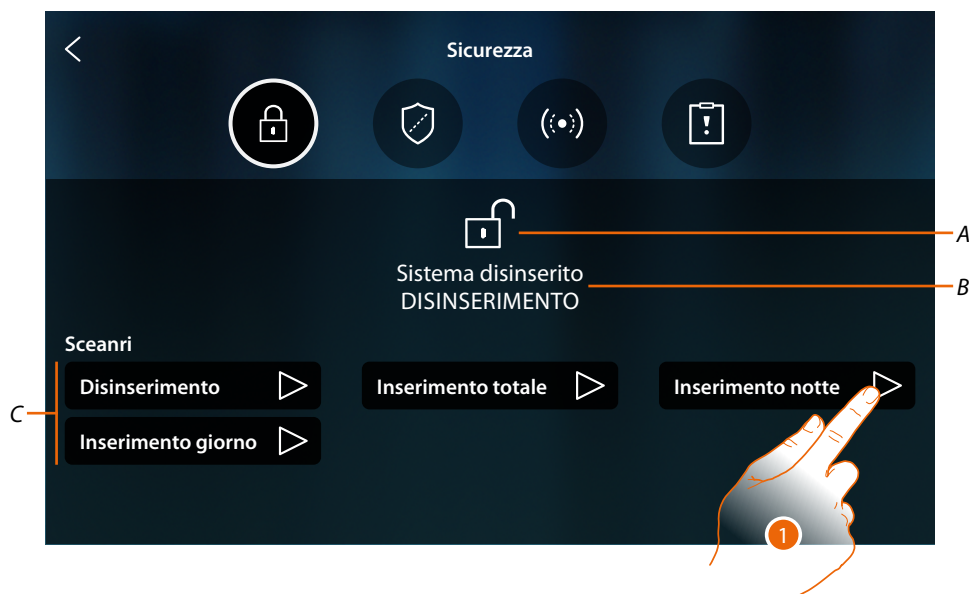 Sicurezza
A
Sistema disinserito
DISINSERIMENTO
B
Sceanri
Disinserimento
Inserimento totale
Inserimento notte
C
Inserimento giorno
1